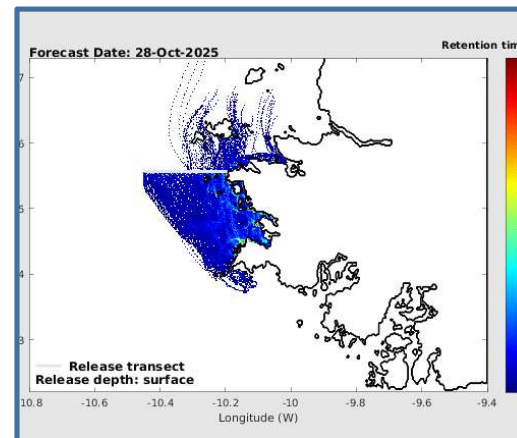 Retention tim
Forecast Date: 28-Oct-2025
7
6
5
4
3
Release transect
Release depth: surface
10.8 -10.6 -10.4 -10.2 -10 -9.8 -9.6 -9.4
Longitude (W)